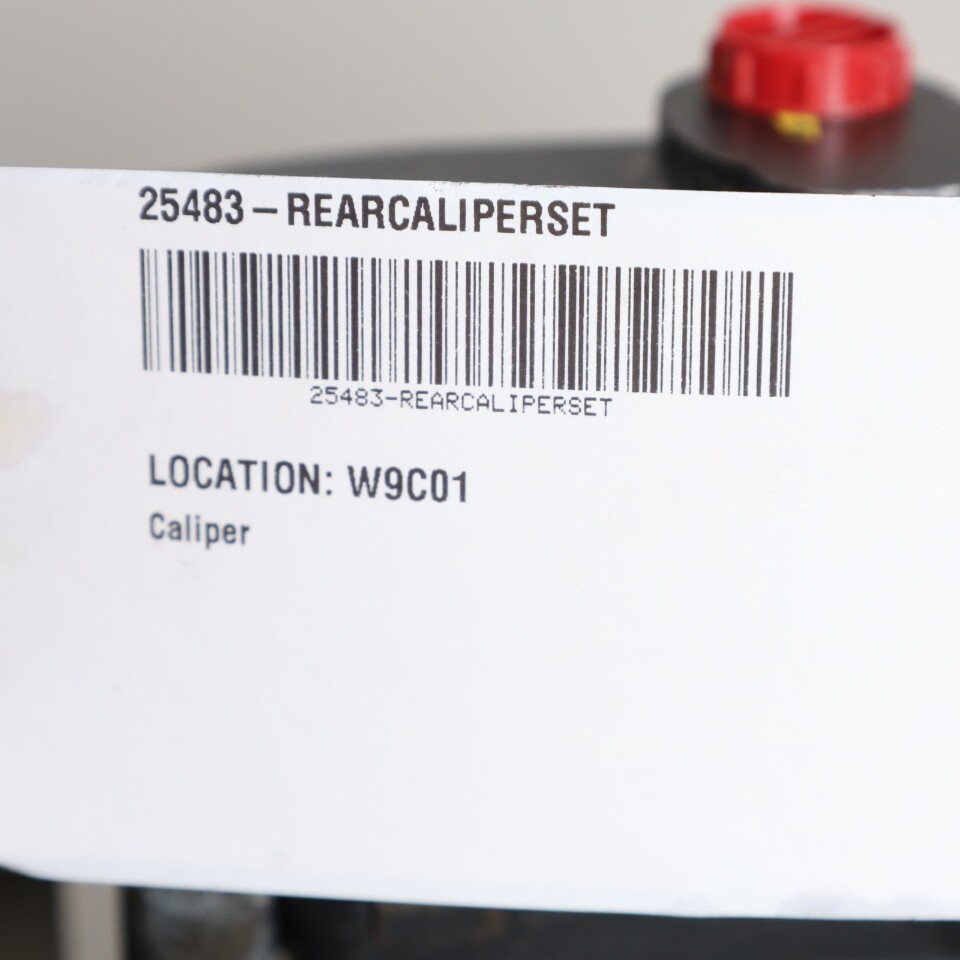 25483 – REARCALIPERSET
25483-REARCALIPERSET
LOCATION: W9C01
Caliper